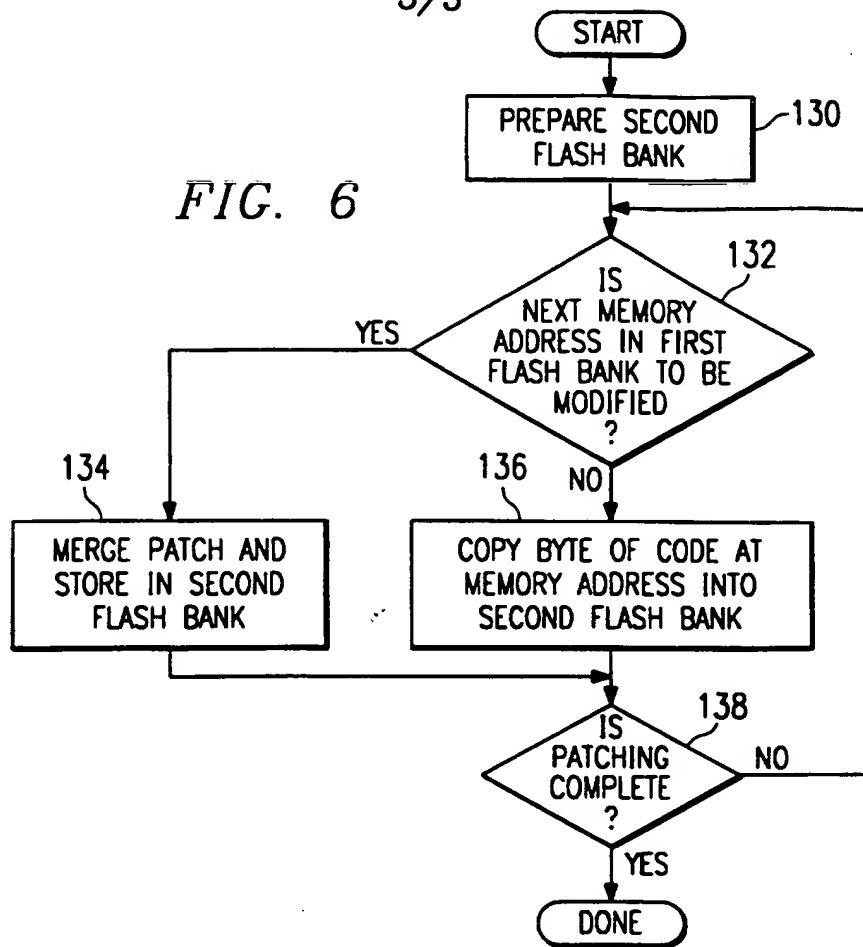 3/3
START
PREPARE SECOND
FLASH BANK
130
FIG. 6
132
IS
NEXT MEMORY
ADDRESS IN FIRST
FLASH BANK TO BE
MODIFIED
?
YES
NO
134
MERGE PATCH AND
STORE IN SECOND
FLASH BANK
136
COPY BYTE OF CODE AT
MEMORY ADDRESS INTO
SECOND FLASH BANK
138
IS
PATCHING
COMPLETE
?
NO
YES
DONE